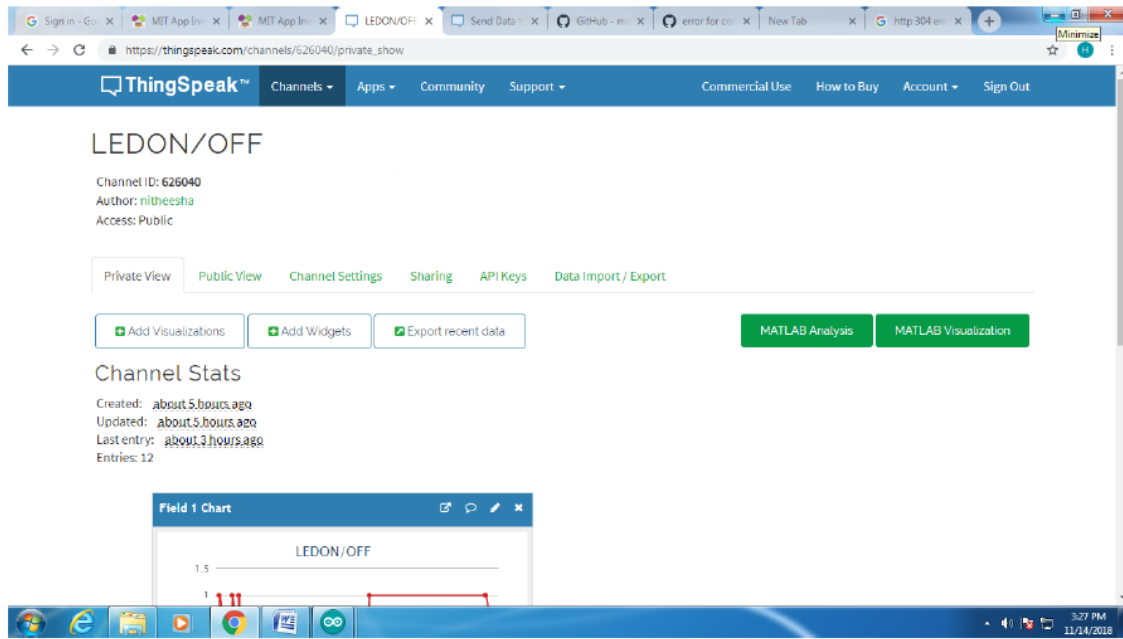 Sign in - Go MIT App Inv MIT App Inv LEDON/OFF Send Data t GitHub - m error for co New Tab http 304 err
Minimize
https://thingspeak.com/channels/626040/private_show H
ThingSpeak™ Channels Apps Community Support Commercial Use How to Buy Account Sign Out
LEDON/OFF
Channel ID: 626040
Author: nitheesha
Access: Public
Private View Public View Channel Settings Sharing API Keys Data Import / Export
Add Visualizations Add Widgets Export recent data MATLAB Analysis MATLAB Visualization
Channel Stats
Created: about 5 hours ago
Updated: about 5 hours ago
Last entry: about 3 hours ago
Entries: 12
Field 1 Chart
LEDON/OFF
1.5
1
3:27 PM
11/14/2018